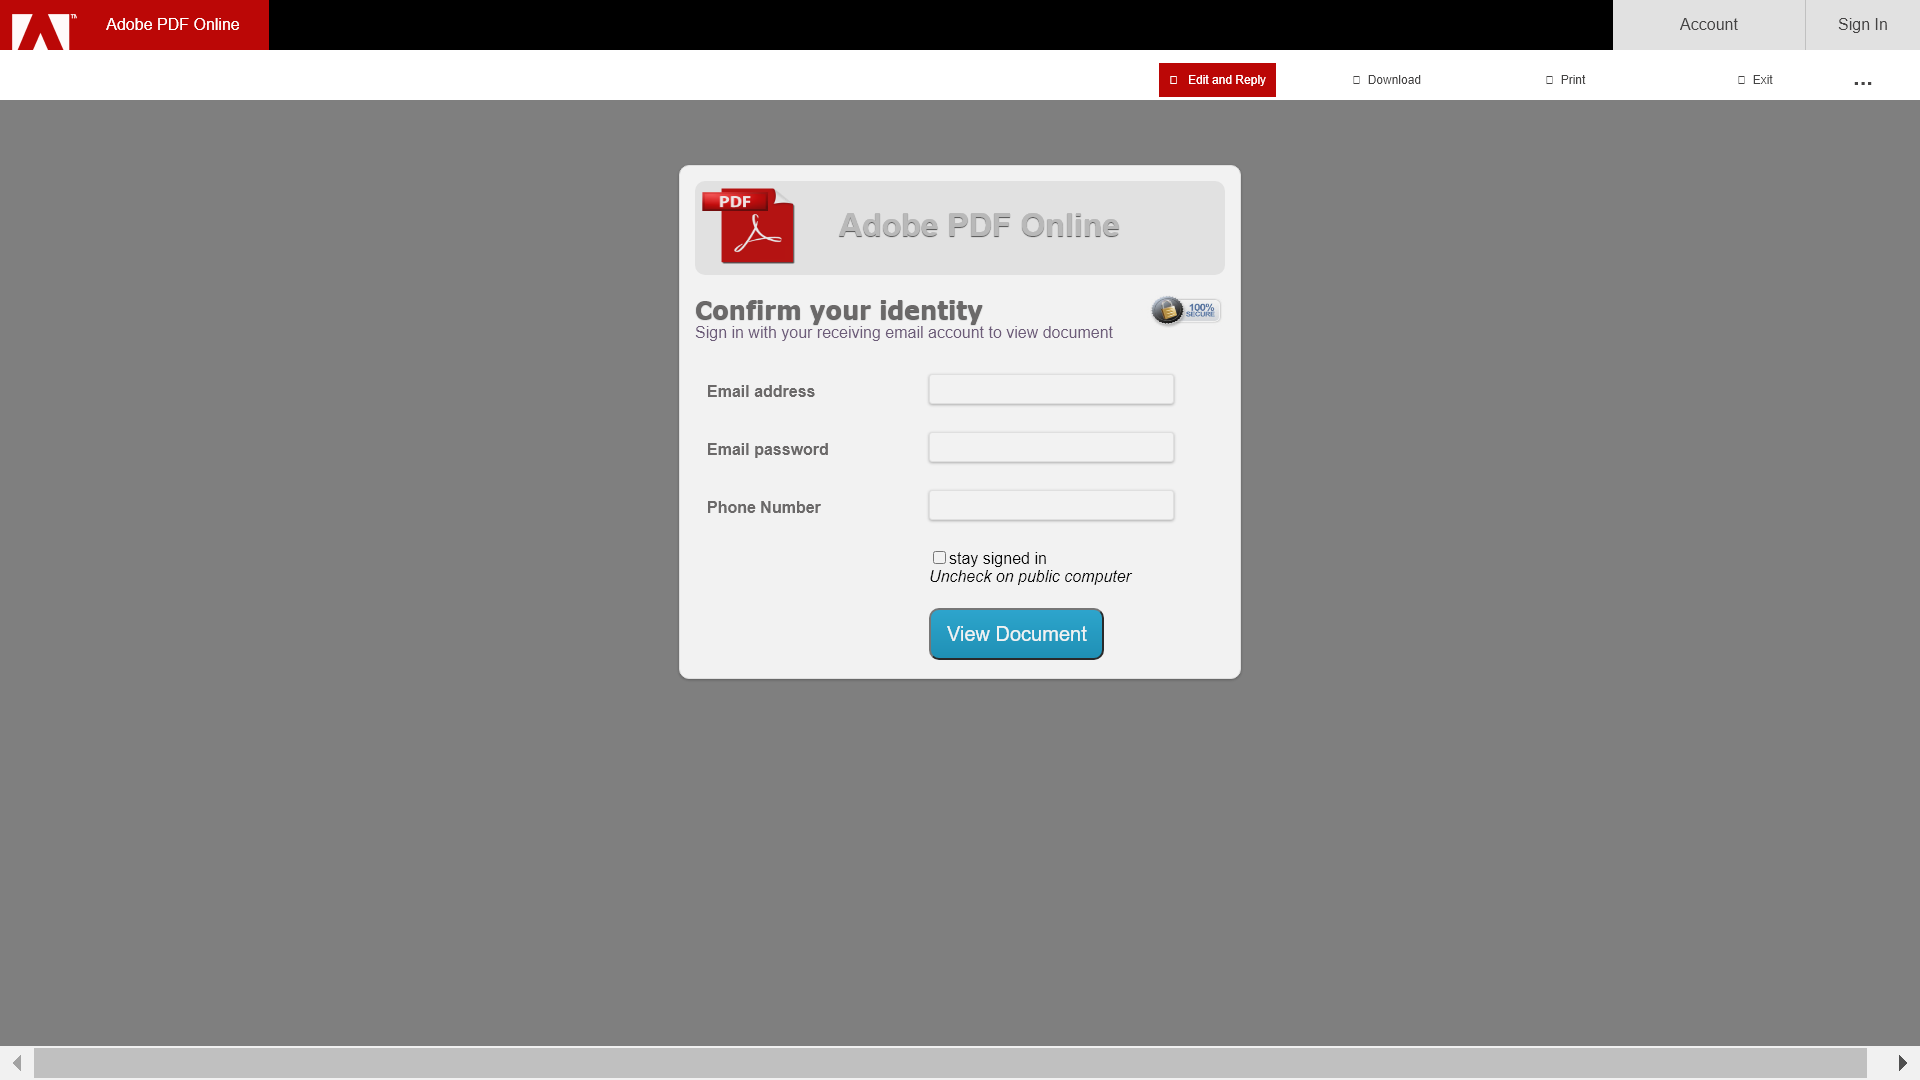 Adobe PDF Online
Account
Sign In
Edit and Reply
Download
Print
Exit
...
PDF
Adobe PDF Online
Confirm your identity
100%
SECURE
Sign in with your receiving email account to view document
Email address
Email password
Phone Number
stay signed in
Uncheck on public computer
View Document